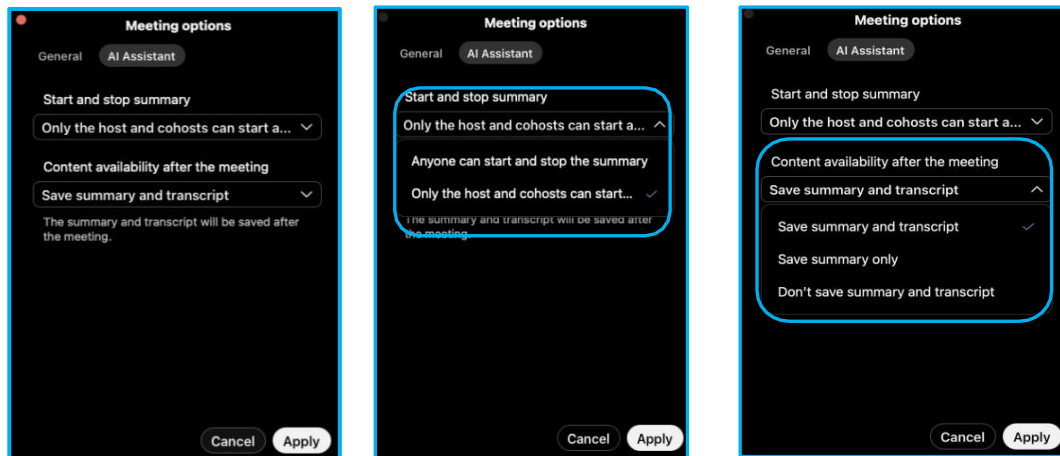 Meeting options
General
AI Assistant
Start and stop summary
Only the host and cohosts can start a...
Content availability after the meeting
Save summary and transcript
The summary and transcript will be saved after
the meeting.
Cancel
Apply
Meeting options
General
AI Assistant
Start and stop summary
Only the host and cohosts can start a...
Anyone can start and stop the summary
Only the host and cohosts can start...
The summary and transcript will be saved after
the meeting.
Cancel
Apply
Meeting options
General
AI Assistant
Start and stop summary
Only the host and cohosts can start a...
Content availability after the meeting
Save summary and transcript
Save summary and transcript
Save summary only
Don't save summary and transcript
Cancel
Apply